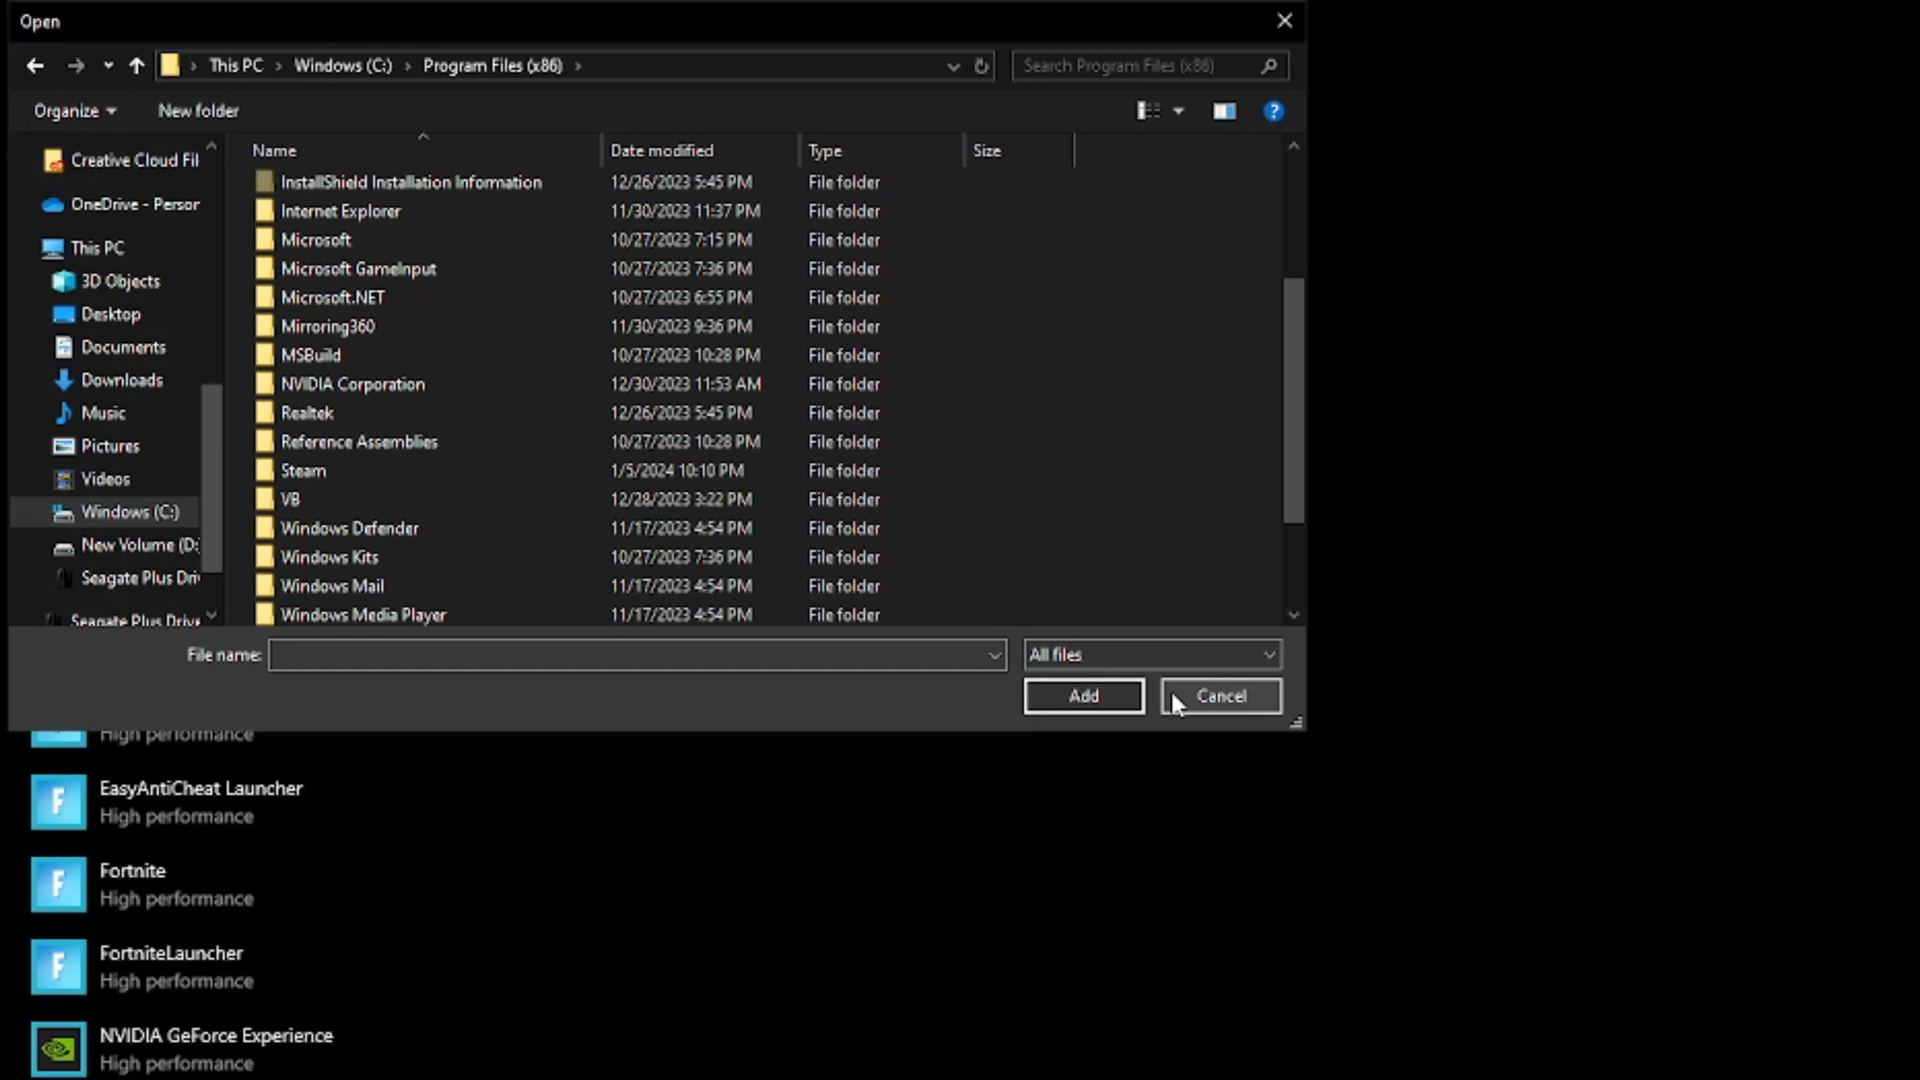 Open
This PC
Windows (C:)
Program Files (x86)
Search Program Files (x86)
Organize
New folder
Name
Date modified
Type
Size
Creative Cloud Fil
OneDrive - Person
This PC
3D Objects
Desktop
Documents
Downloads
Music
Pictures
Videos
Windows (C:)
New Volume (D:
Seagate Plus Driv
Seagate Plus Drive
InstallShield Installation Information 12/26/2023 5:45 PM File folder
Internet Explorer 11/30/2023 11:37 PM File folder
Microsoft 10/27/2023 7:15 PM File folder
Microsoft GameInput 10/27/2023 7:36 PM File folder
Microsoft.NET 10/27/2023 6:55 PM File folder
Mirroring360 11/30/2023 9:36 PM File folder
MSBuild 10/27/2023 10:28 PM File folder
NVIDIA Corporation 12/30/2023 11:53 AM File folder
Realtek 12/26/2023 5:45 PM File folder
Reference Assemblies 10/27/2023 10:28 PM File folder
Steam 1/5/2024 10:10 PM File folder
VB 12/28/2023 3:22 PM File folder
Windows Defender 11/17/2023 4:54 PM File folder
Windows Kits 10/27/2023 7:36 PM File folder
Windows Mail 11/17/2023 4:54 PM File folder
Windows Media Player 11/17/2023 4:54 PM File folder
File name:
All files
Add
Cancel
High performance
EasyAntiCheat Launcher
High performance
Fortnite
High performance
FortniteLauncher
High performance
NVIDIA GeForce Experience
High performance